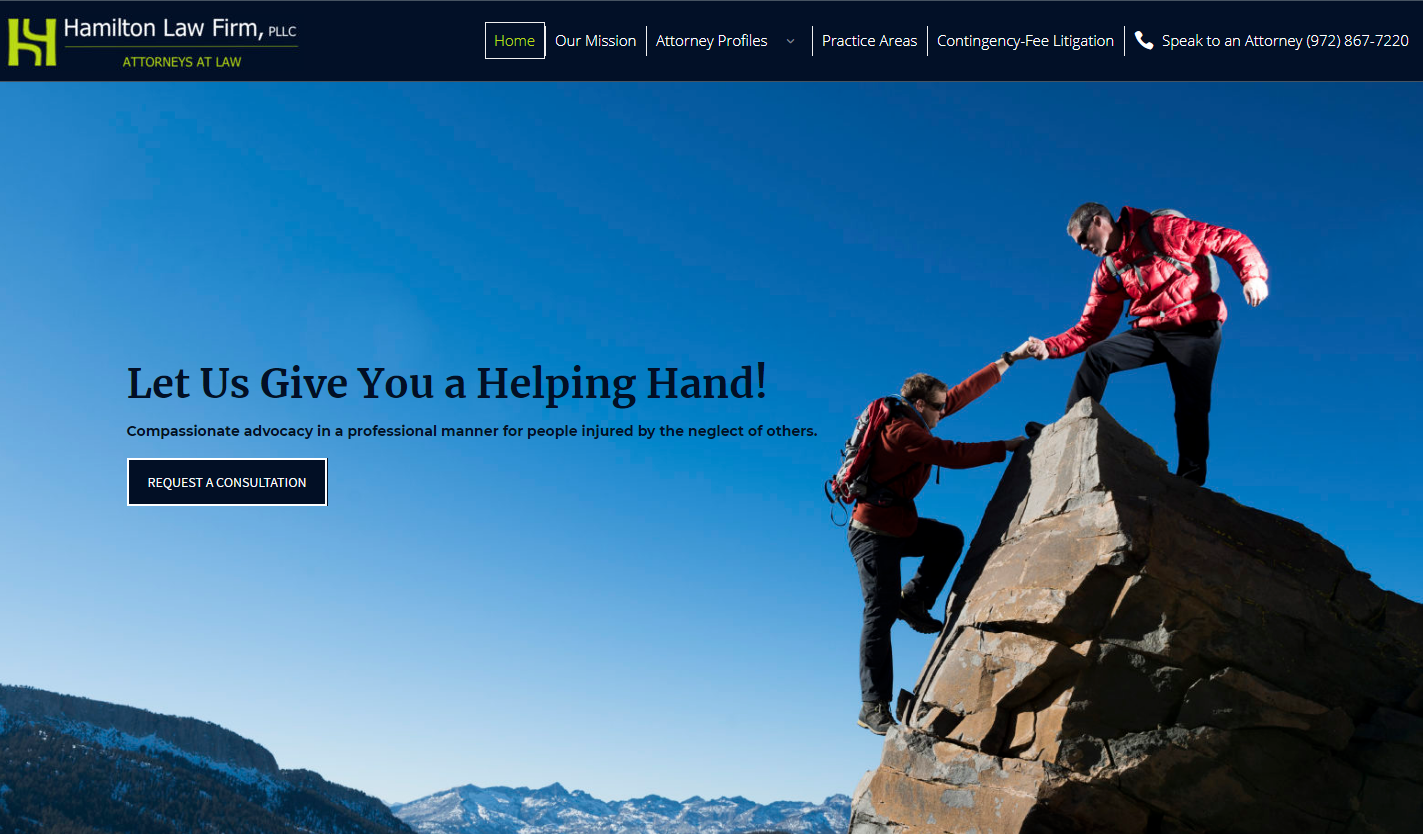 Hamilton Law Firm, PLLC
ATTORNEYS AT LAW
Home
Our Mission
Attorney Profiles
Practice Areas
Contingency-Fee Litigation
Speak to an Attorney (972) 867-7220
Let Us Give You a Helping Hand!
Compassionate advocacy in a professional manner for people injured by the neglect of others.
REQUEST A CONSULTATION